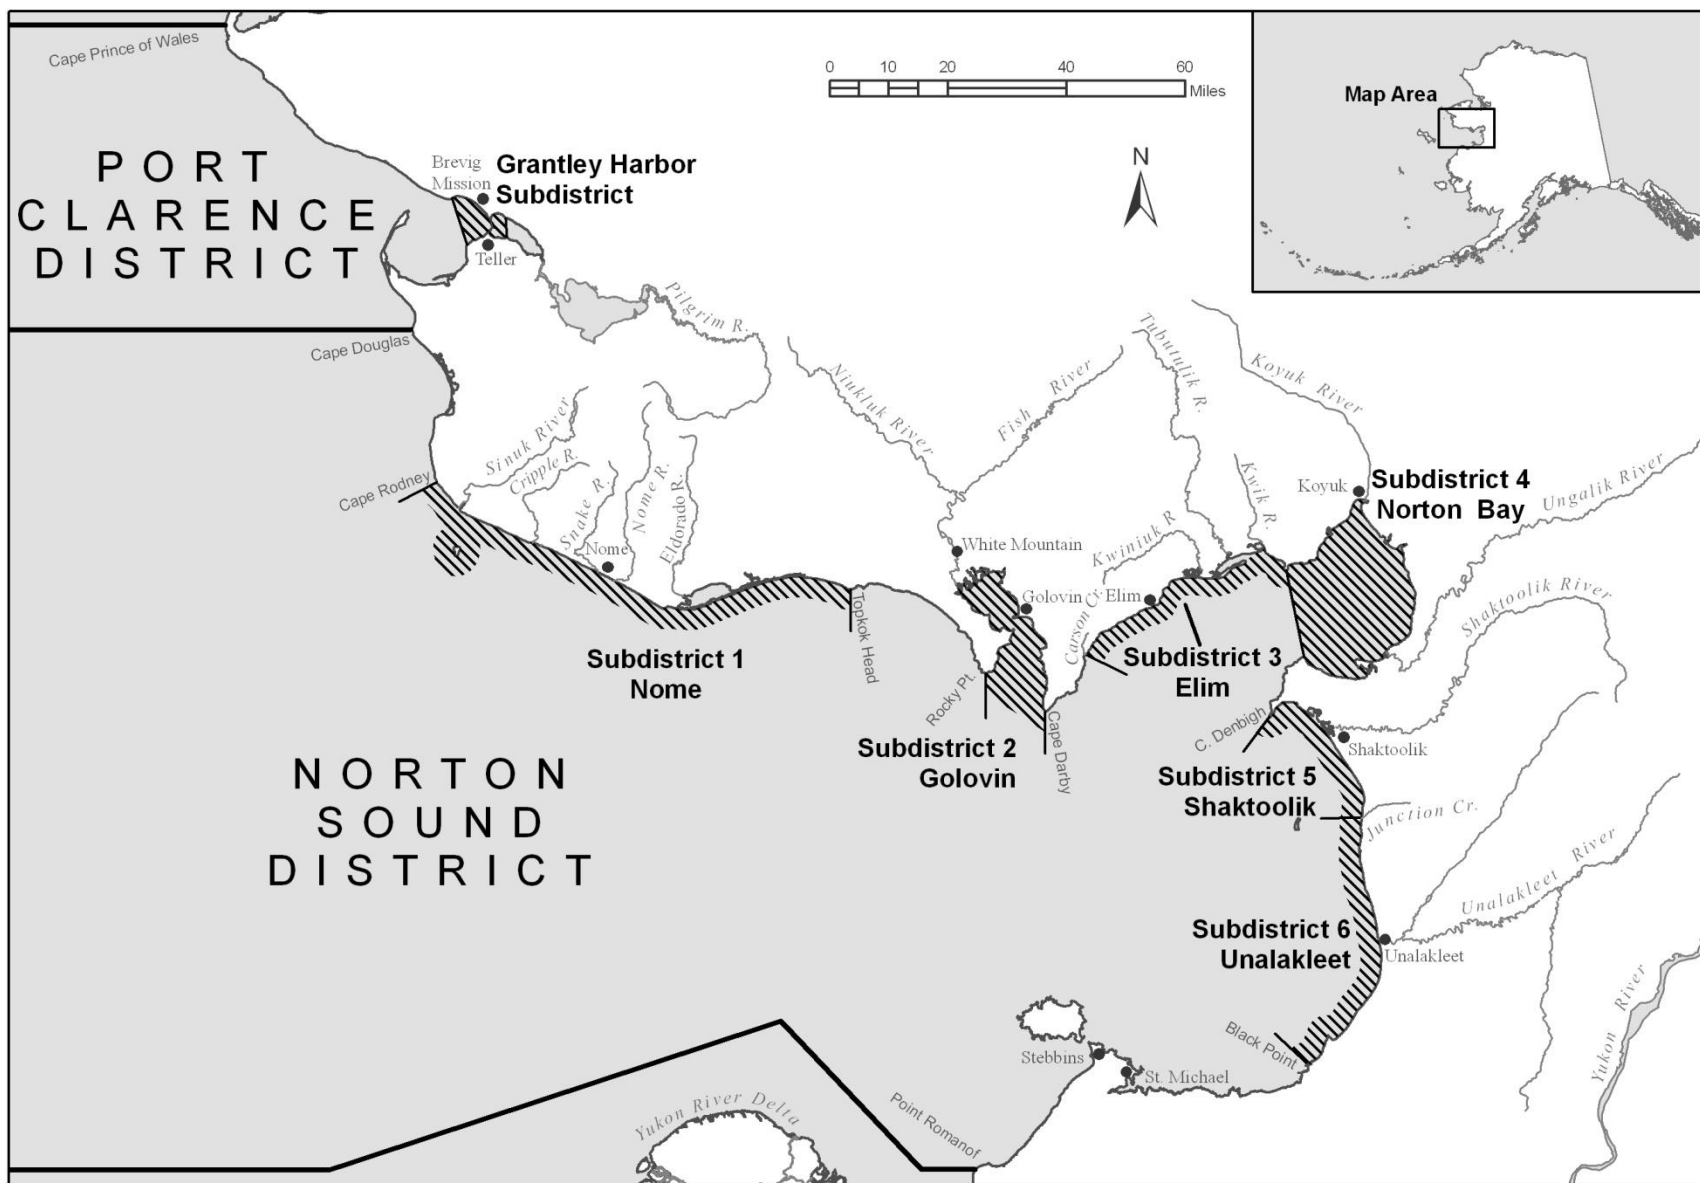 Cape Prince of Wales
0 10 20 40 60
Miles
Map Area
N
PORT
CLARENCE
DISTRICT
Brevig
Mission
Grantley Harbor
Subdistrict
Teller
Pilgrim R.
Cape Douglas
Niukluk River
Fish River
Tubutulik R.
Koyuk River
Sinuk River
Cripple R.
Snake R.
Nome R.
Eldorado R.
Cape Rodney
Nome
Kwik R.
Koyuk
Subdistrict 4
Norton Bay
Ungalik River
White Mountain
Kwiniuk R
Golovin
Carson Cr.
Elim
Shaktoolik River
Topkok Head
Subdistrict 1
Nome
Subdistrict 3
Elim
Rocky Pt.
Cape Darby
C. Denbigh
Subdistrict 2
Golovin
Shaktoolik
Subdistrict 5
Shaktoolik
Junction Cr.
NORTON
SOUND
DISTRICT
Unalakleet River
Subdistrict 6
Unalakleet
Unalakleet
Yukon River
Black Point
Stebbins
St. Michael
Yukon River Delta
Point Romanof